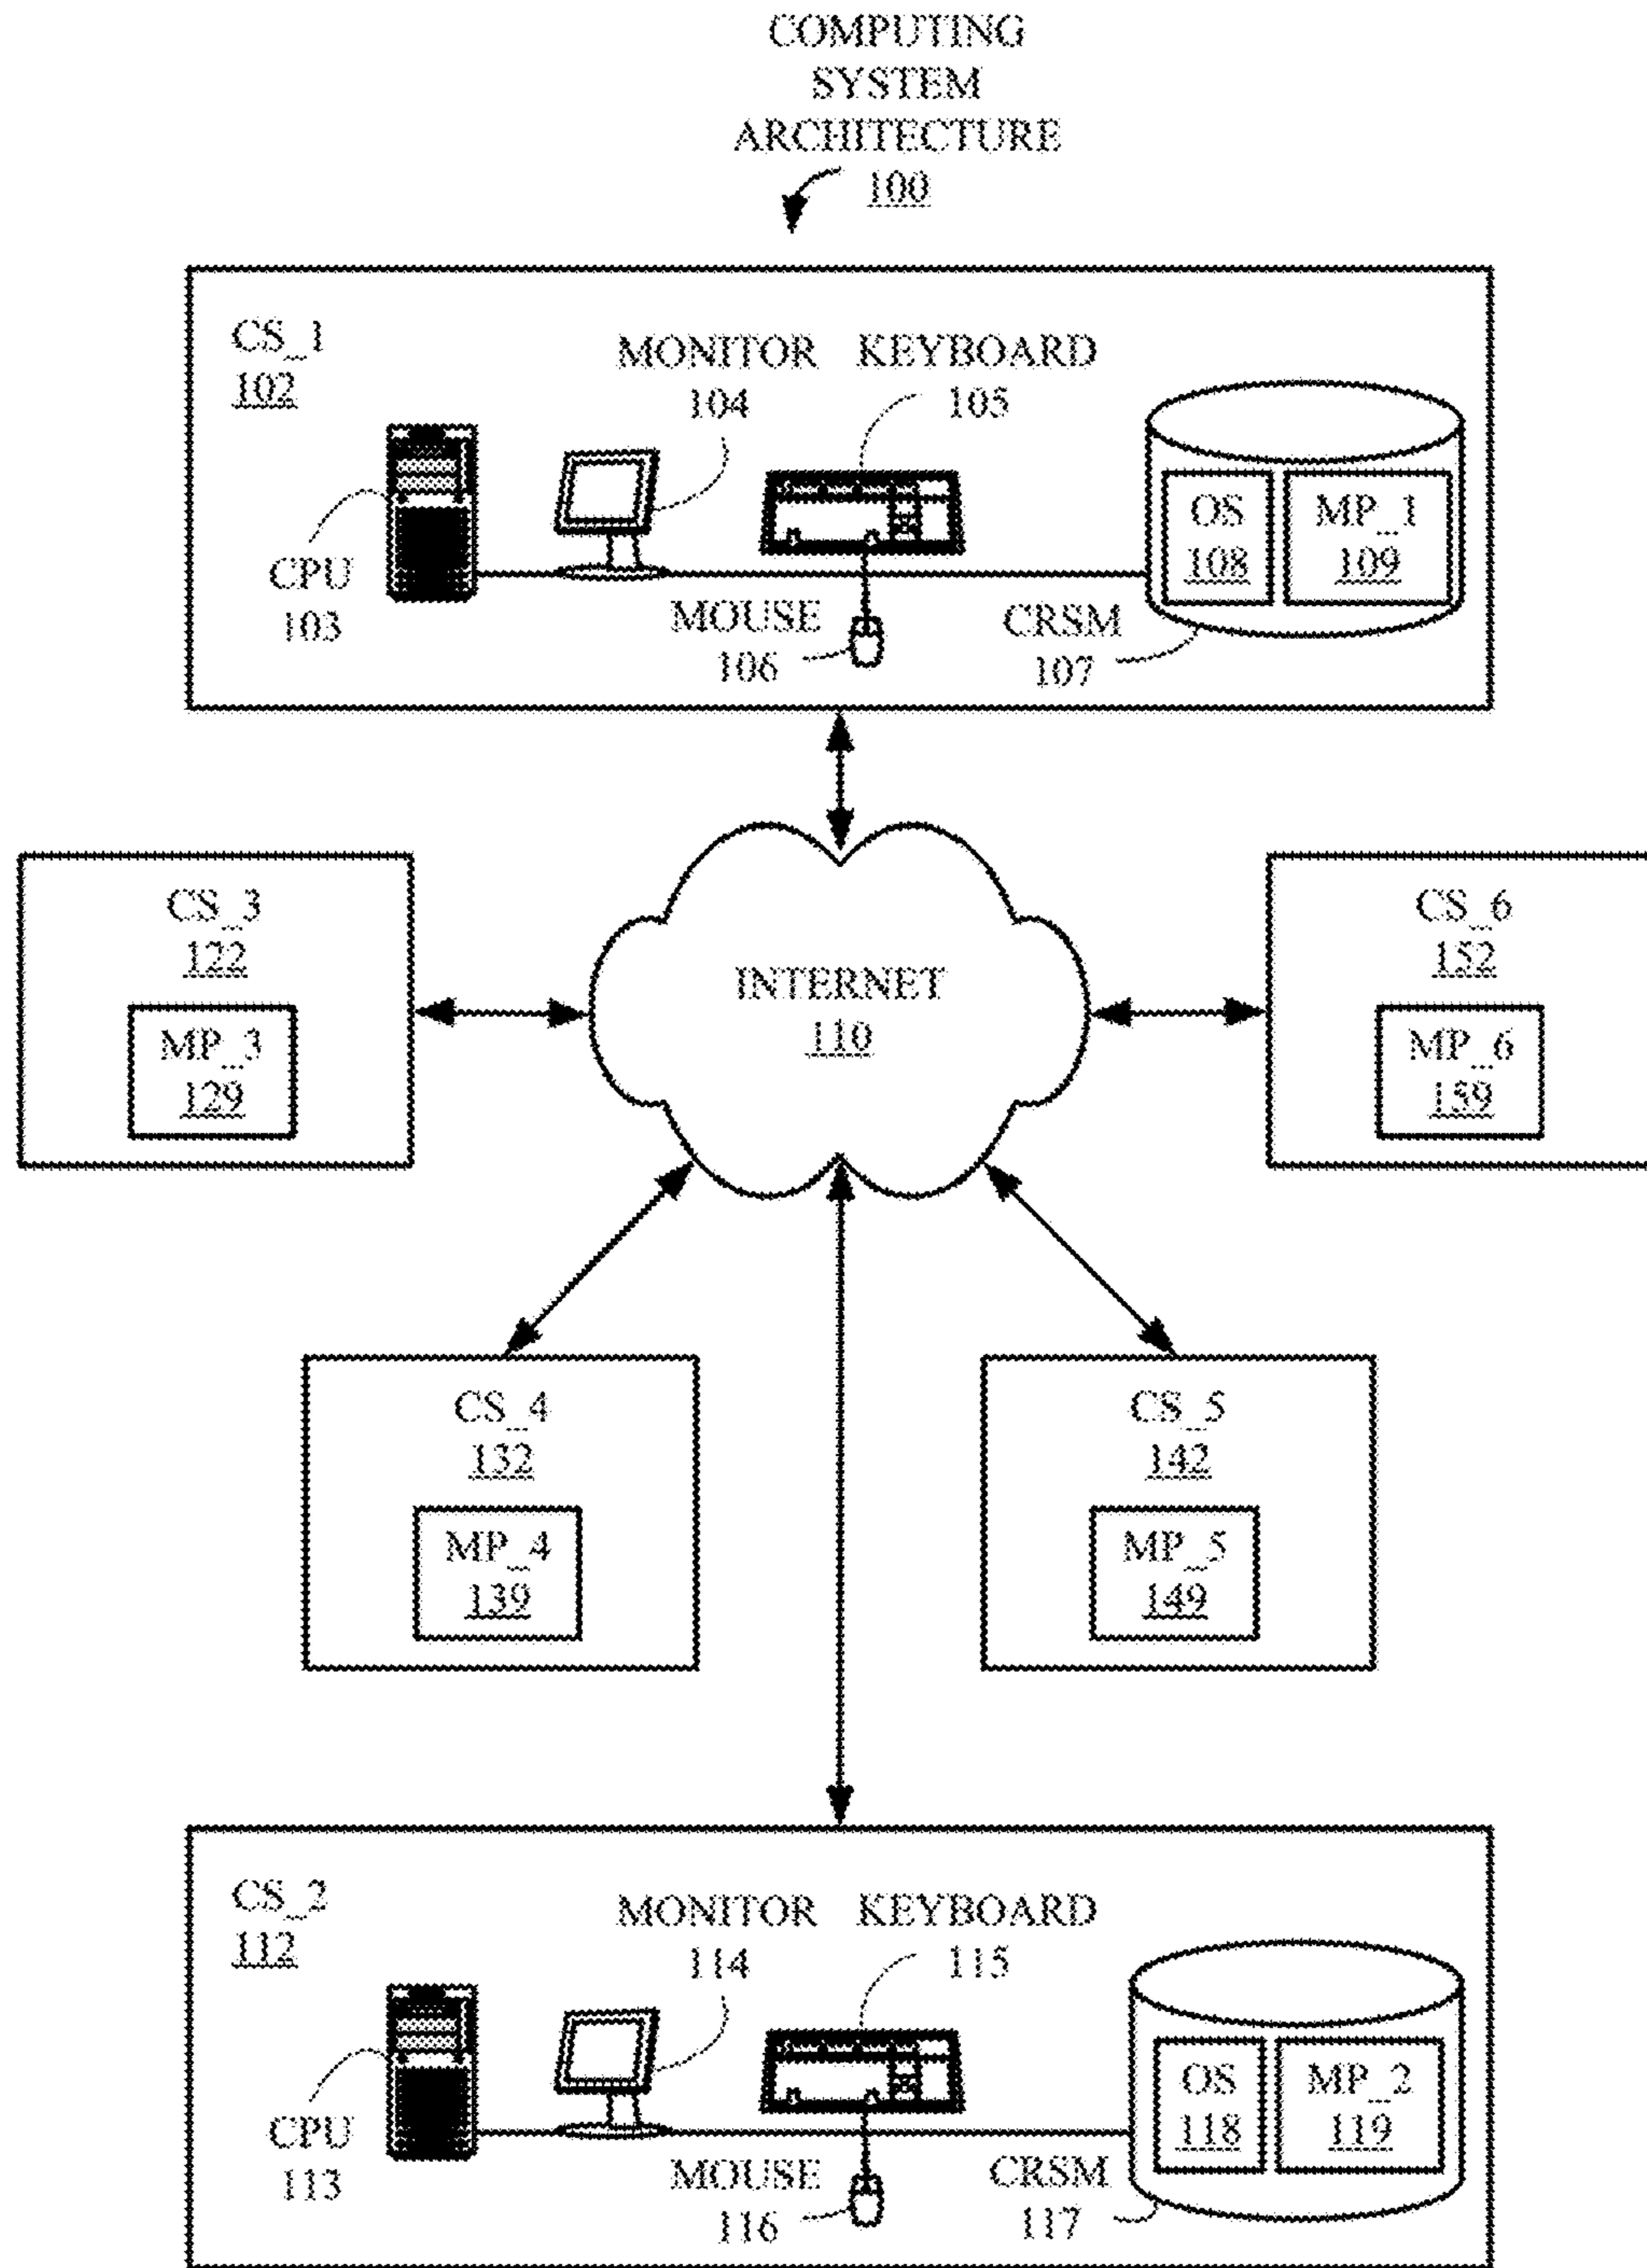 COMPUTING
SYSTEM
ARCHITECTURE
100
CS_1
102
MONITOR
104
KEYBOARD
105
CPU
103
MOUSE
106
CRSM
107
OS
108
MP_1
109
CS_3
122
MP_3
129
INTERNET
110
CS_6
152
MP_6
159
CS_4
132
MP_4
139
CS_5
142
MP_5
149
CS_2
112
MONITOR
114
KEYBOARD
115
CPU
113
MOUSE
116
CRSM
117
OS
118
MP_2
119